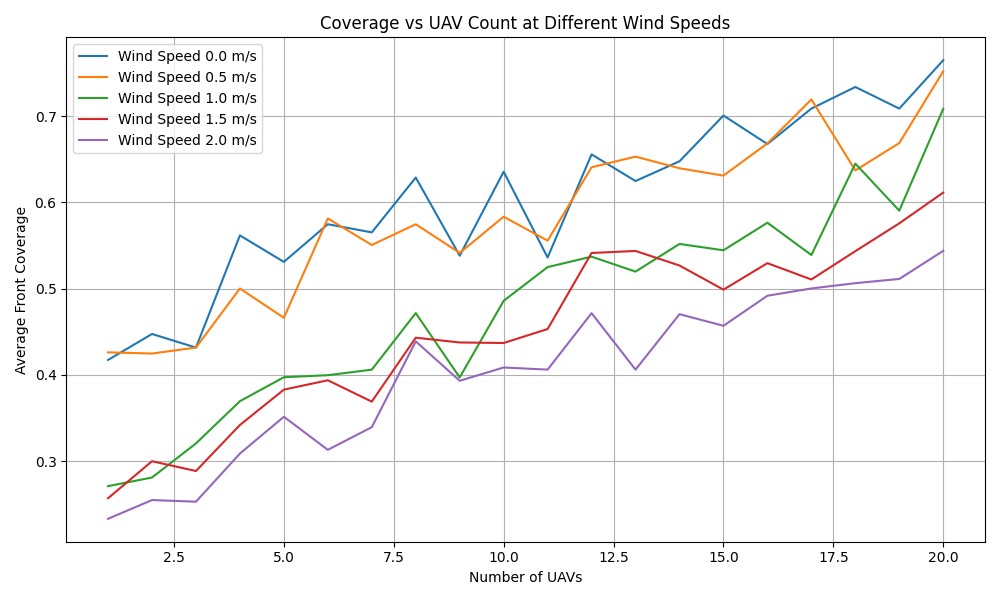 Coverage vs UAV Count at Different Wind Speeds
Wind Speed 0.0 m/s
Wind Speed 0.5 m/s
Wind Speed 1.0 m/s
Wind Speed 1.5 m/s
Wind Speed 2.0 m/s
Average Front Coverage
0.7
0.6
0.5
0.4
0.3
2.5
5.0
7.5
10.0
12.5
15.0
17.5
20.0
Number of UAVs